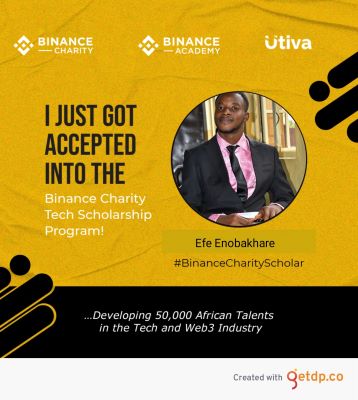 BINANCE
CHARITY
BINANCE
ACADEMY
Utiva
I JUST GOT
ACCEPTED
INTO THE
Binance Charity
Tech Scholarship
Program!
Efe Enobakhare
#BinanceCharityScholar
...Developing 50,000 African Talents
in the Tech and Web3 Industry
Created with getdp.co